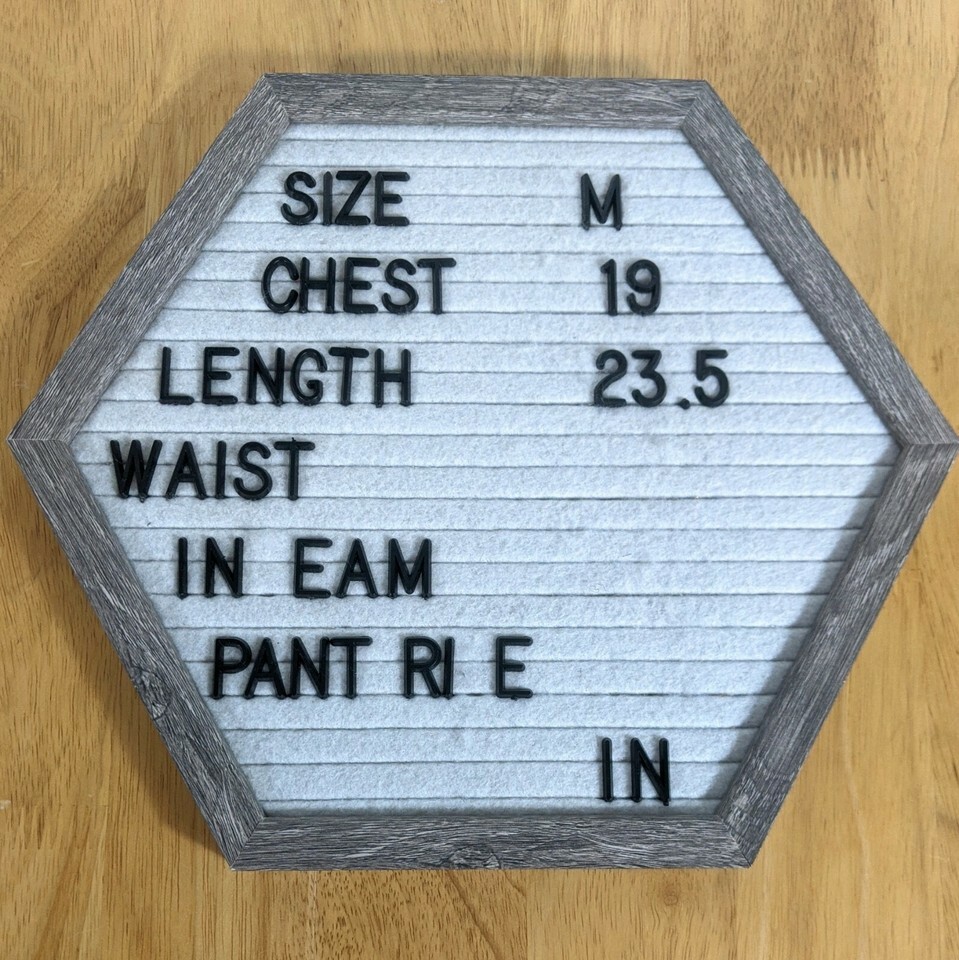 SIZE M
CHEST 19
LENGTH 23.5
WAIST
IN EAM
PANT RI E
IN